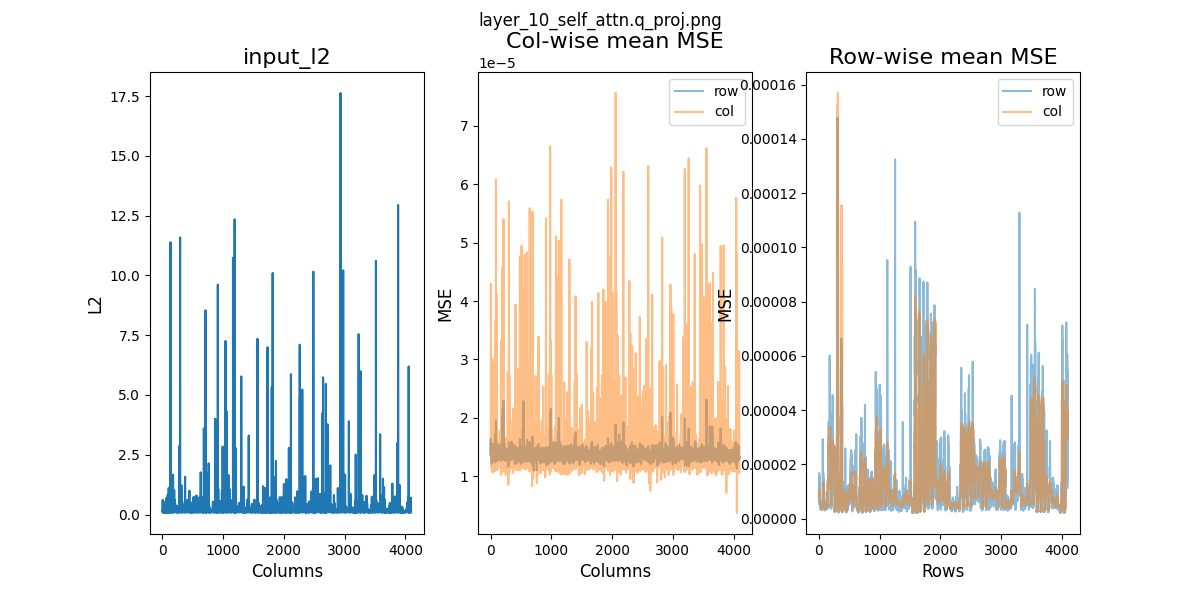 layer_10_self_attn.q_proj.png
input_l2
17.5
15.0
12.5
10.0
7.5
5.0
2.5
0.0
L2
0 1000 2000 3000 4000
Columns
Col-wise mean MSE
1e−5
row
col
7
6
5
4
3
2
1
MSE
0 1000 2000 3000 4000
Columns
Row-wise mean MSE
row
col
0.00016
0.00014
0.00012
0.00010
0.00008
0.00006
0.00004
0.00002
0.00000
MSE
0 1000 2000 3000 4000
Rows